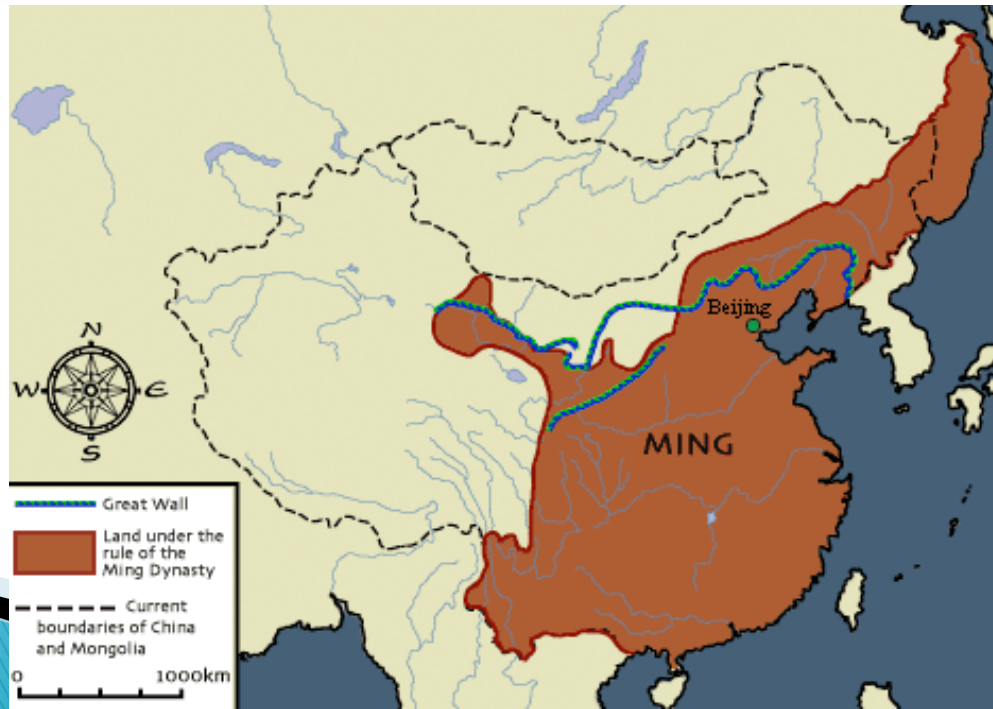 Beijing
N
W E
S
MING
Great Wall
Land under the
rule of the
Ming Dynasty
Current
boundaries of China
and Mongolia
0 1000km